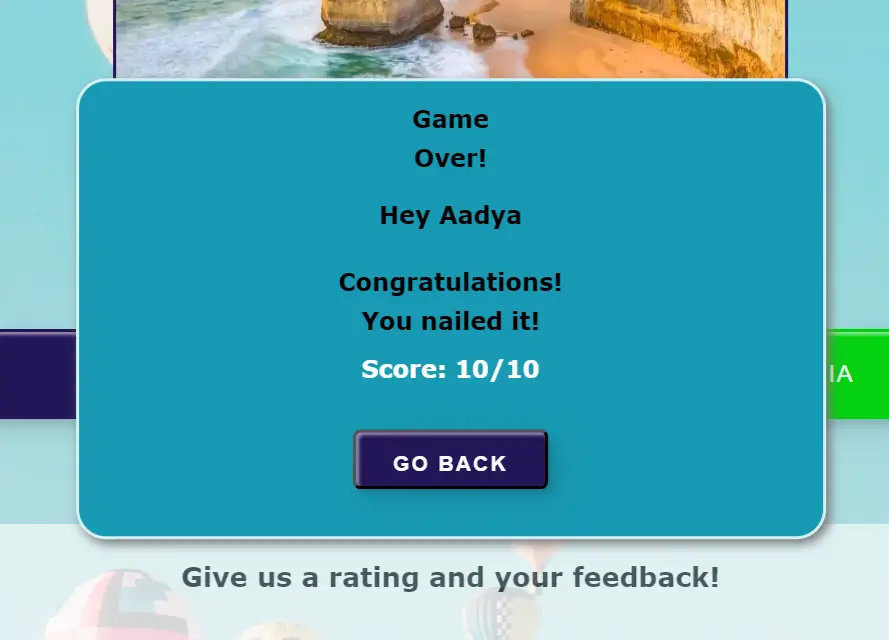 Game
Over!
Hey Aadya
Congratulations!
You nailed it!
Score: 10/10
IA
GO BACK
Give us a rating and your feedback!